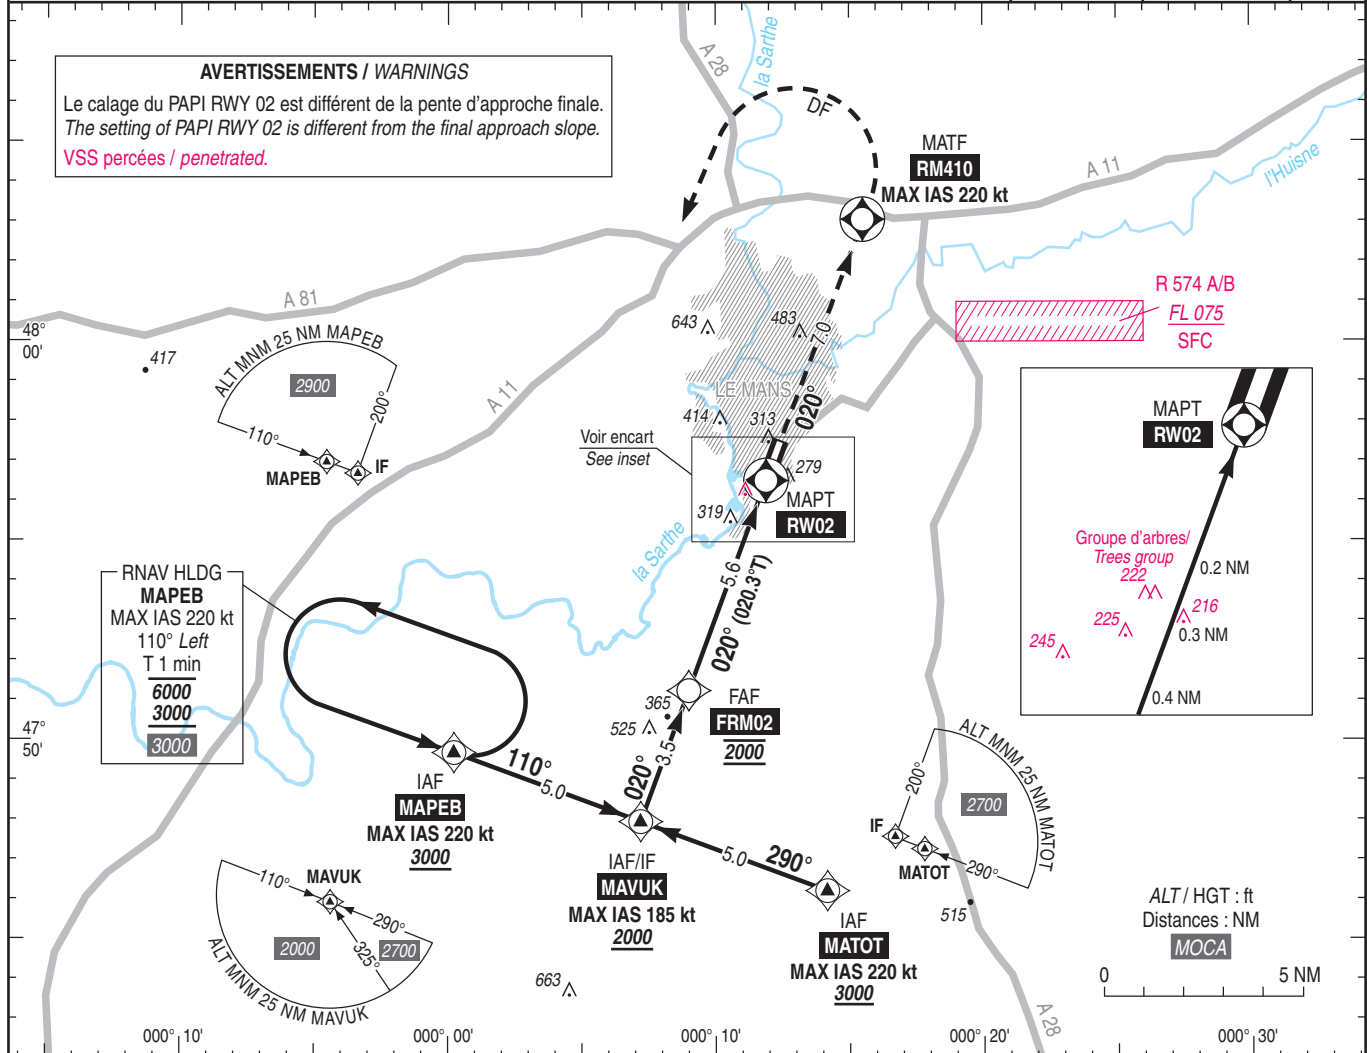 AVERTISSEMENTS / WARNINGS
Le calage du PAPI RWY 02 est différent de la pente d'approche finale.
The setting of PAPI RWY 02 is different from the final approach slope.
VSS percées / penetrated.
A 28
la Sarthe
DF
MATF
RM410
MAX IAS 220 kt
A 11
l'Huisne
A 81
R 574 A/B
FL 075
SFC
48°
00'
417
ALT MNM 25 NM MAPEB
2900
110°
200°
MAPEB
IF
A 11
643
483
7.0
LE MANS
414
313
020°
Voir encart
See inset
279
319
MAPT
RW02
la Sarthe
MAPT
RW02
Groupe d'arbres/
Trees group
222
216
225
245
0.2 NM
0.3 NM
0.4 NM
RNAV HLDG
MAPEB
MAX IAS 220 kt
110° Left
T 1 min
6000
3000
3000
5.6
020° (020.3°T)
365
525
FAF
FRM02
2000
3.5
020°
47°
50'
110°
5.0
IAF
MAPEB
MAX IAS 220 kt
3000
IAF/IF
MAVUK
MAX IAS 185 kt
2000
5.0
290°
IAF
MATOT
MAX IAS 220 kt
3000
200°
2700
ALT MNM 25 NM MATOT
IF
MATOT
290°
515
110°
MAVUK
290°
325°
2000
2700
ALT MNM 25 NM MAVUK
663
ALT / HGT : ft
Distances : NM
MOCA
0
5 NM
A 28
000° 10'
000° 00'
000° 10'
000° 20'
000° 30'